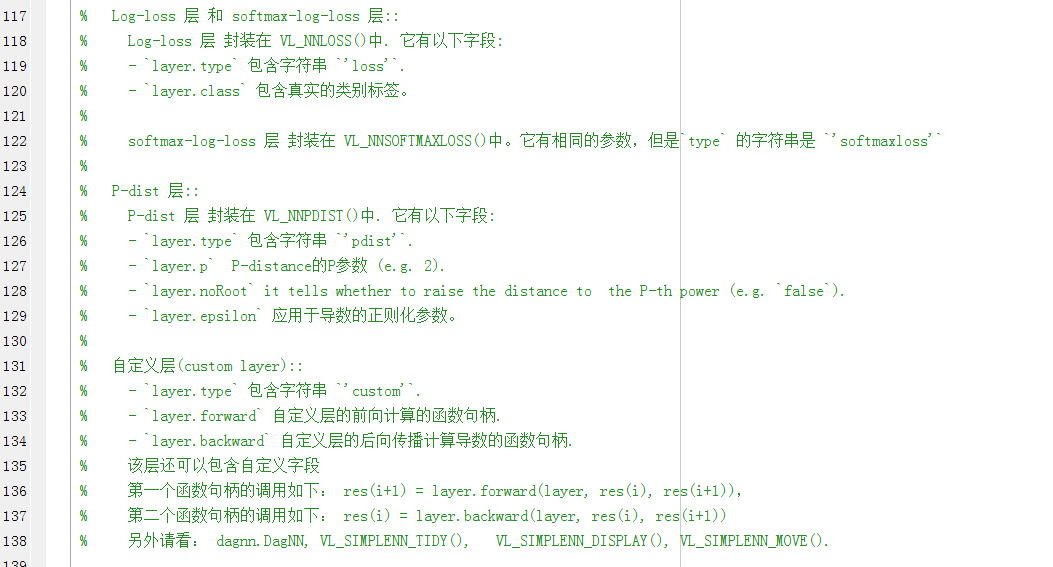 117 % Log-loss 层 和 softmax-log-loss 层::
118 % Log-loss 层 封装在 VL_NNLOSS()中. 它有以下字段:
119 % - `layer.type` 包含字符串 `'loss'`.
120 % - `layer.class` 包含真实的类别标签。
121 %
122 % softmax-log-loss 层 封装在 VL_NNSOFTMAXLOSS()中。它有相同的参数，但是`type` 的字符串是 `'softmaxloss'`
123 %
124 % P-dist 层::
125 % P-dist 层 封装在 VL_NNPDIST()中. 它有以下字段:
126 % - `layer.type` 包含字符串 `'pdist'`.
127 % - `layer.p`  P-distance的P参数 (e.g. 2).
128 % - `layer.noRoot` it tells whether to raise the distance to  the P-th power (e.g. `false`).
129 % - `layer.epsilon` 应用于导数的正则化参数。
130 %
131 % 自定义层(custom layer)::
132 % - `layer.type` 包含字符串 `'custom'`.
133 % - `layer.forward` 自定义层的前向计算的函数句柄.
134 % - `layer.backward` 自定义层的后向传播计算导数的函数句柄.
135 % 该层还可以包含自定义字段
136 % 第一个函数句柄的调用如下： res(i+1) = layer.forward(layer, res(i), res(i+1)),
137 % 第二个函数句柄的调用如下： res(i) = layer.backward(layer, res(i), res(i+1))
138 % 另外请看： dagnn.DagNN, VL_SIMPLENN_TIDY(),   VL_SIMPLENN_DISPLAY(), VL_SIMPLENN_MOVE().
139